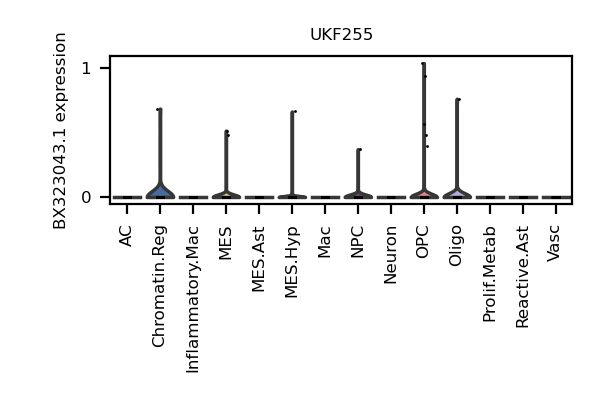 UKF255
BX323043.1 expression
1
0
AC
Chromatin.Reg
Inflammatory.Mac
MES
MES.Ast
MES.Hyp
Mac
NPC
Neuron
OPC
Oligo
Prolif.Metab
Reactive.Ast
Vasc